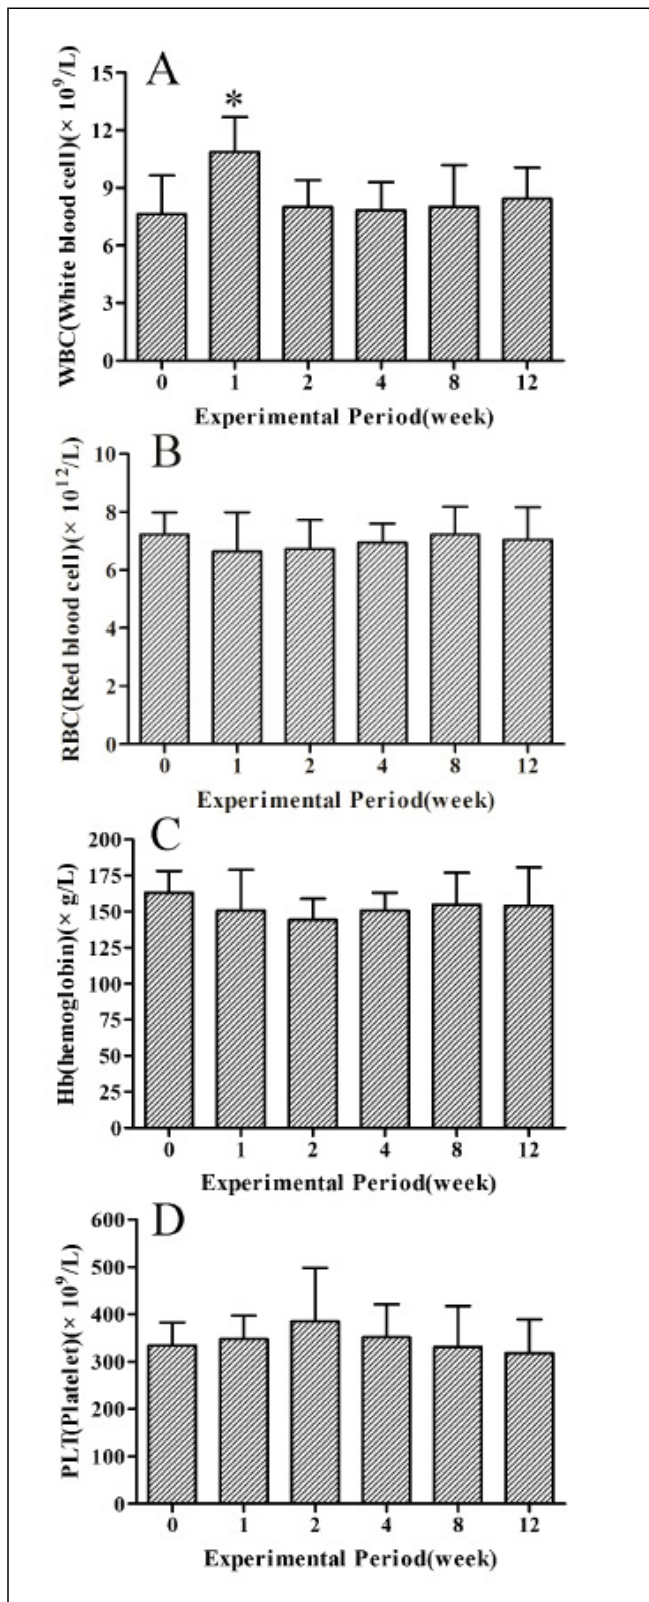 A
WBC(White blood cell)(× 10⁹/L)
15
12
9
6
3
0
*
0 1 2 4 8 12
Experimental Period(week)
B
RBC(Red blood cell)(× 10¹²/L)
10
8
6
4
2
0
0 1 2 4 8 12
Experimental Period(week)
C
Hb(hemoglobin)(× g/L)
200
175
150
125
100
75
50
25
0
0 1 2 4 8 12
Experimental Period(week)
D
PLT(Platelet)(× 10⁹/L)
600
500
400
300
200
100
0
0 1 2 4 8 12
Experimental Period(week)